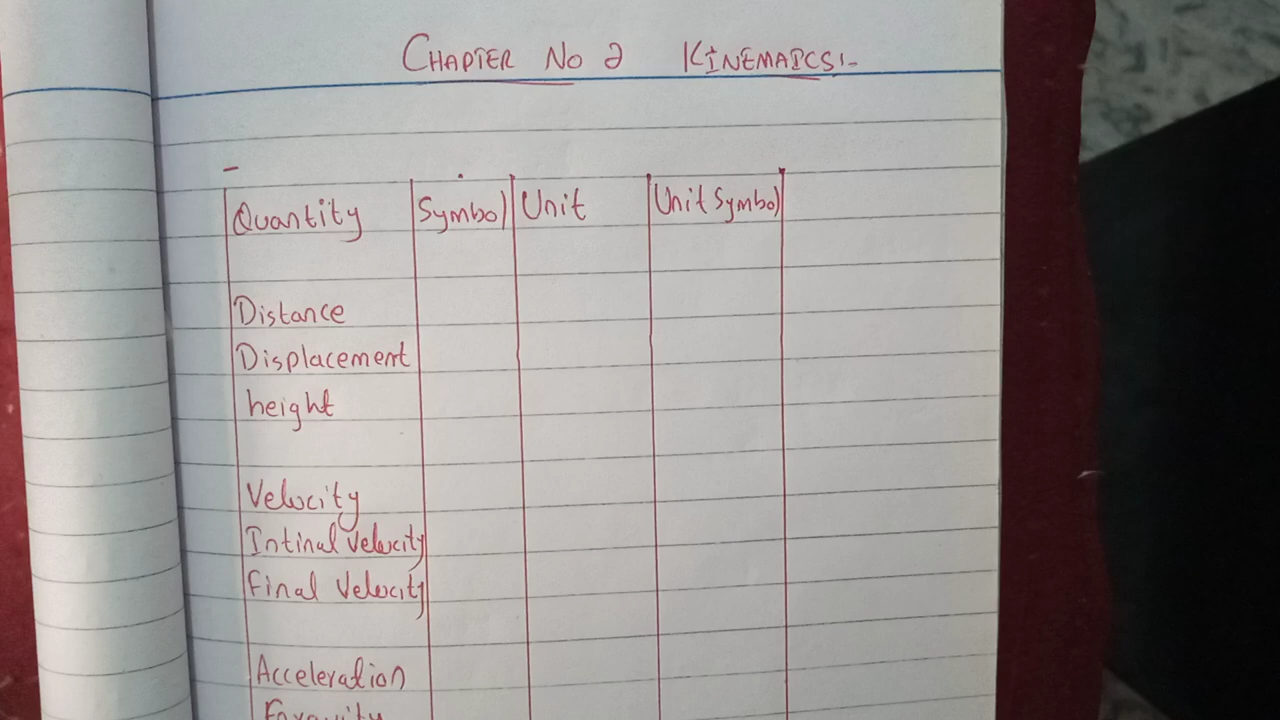 CHAPTER No 2 KINEMAICS:-
Quantity Symbol Unit Unit Symbol
Distance
Displacement
height
Velocity
Intinal Velocity
Final Velocity
Acceleration